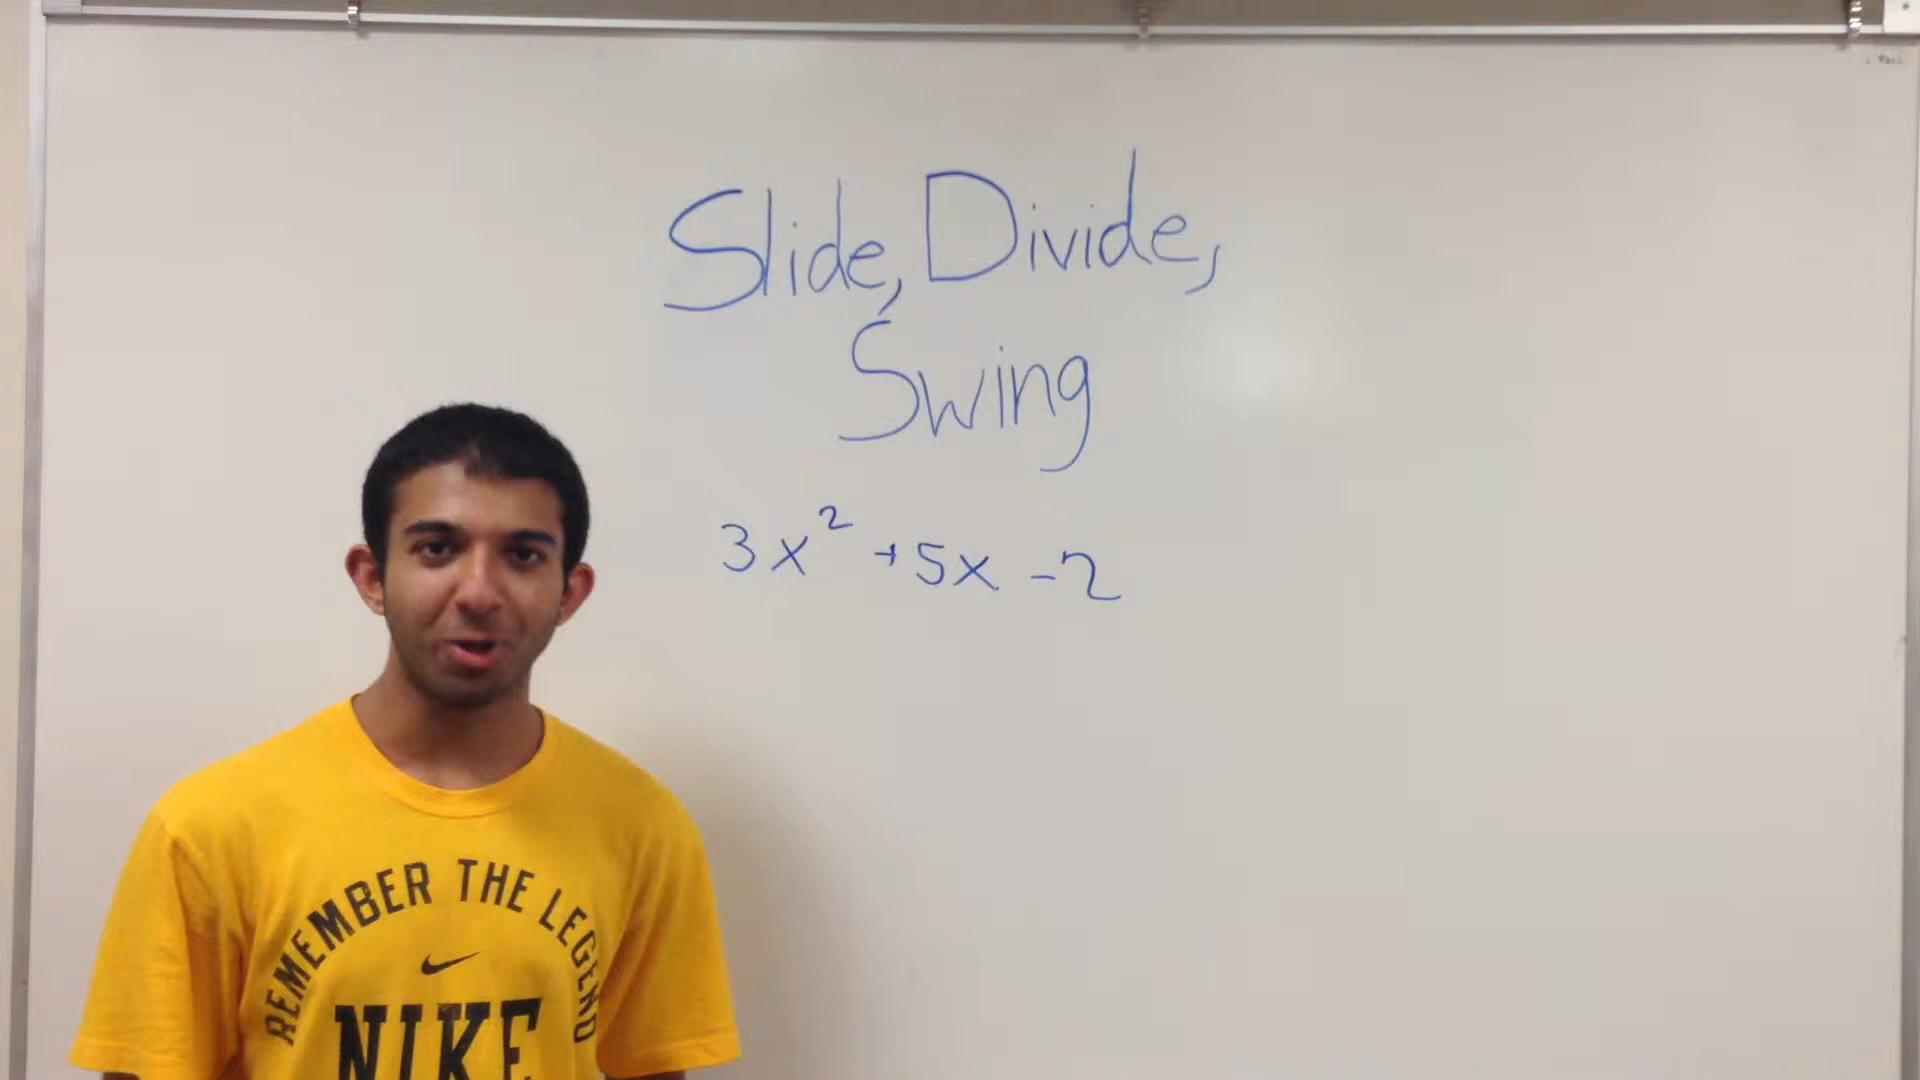 Slide, Divide,
Swing
3x² +5x -2
REMEMBER THE LEGEND
NIKE